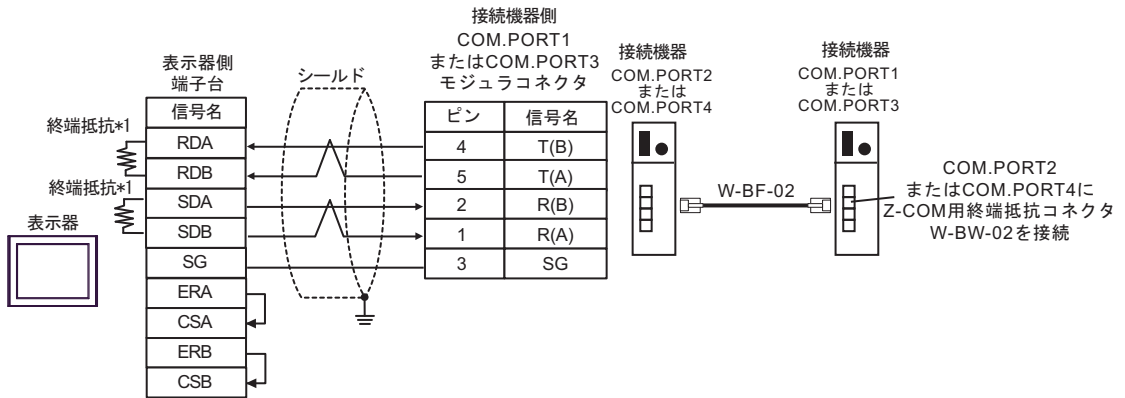 接続機器側
COM.PORT1
またはCOM.PORT3
モジュラコネクタ
表示器側
端子台
シールド
接続機器
COM.PORT2
または
COM.PORT4
接続機器
COM.PORT1
または
COM.PORT3
信号名
ピン 信号名
終端抵抗*1
RDA 4 T(B)
RDB 5 T(A)
終端抵抗*1
SDA 2 R(B)
SDB 1 R(A)
SG 3 SG
ERA
CSA
ERB
CSB
表示器
W-BF-02
COM.PORT2
またはCOM.PORT4に
Z-COM用終端抵抗コネクタ
W-BW-02を接続